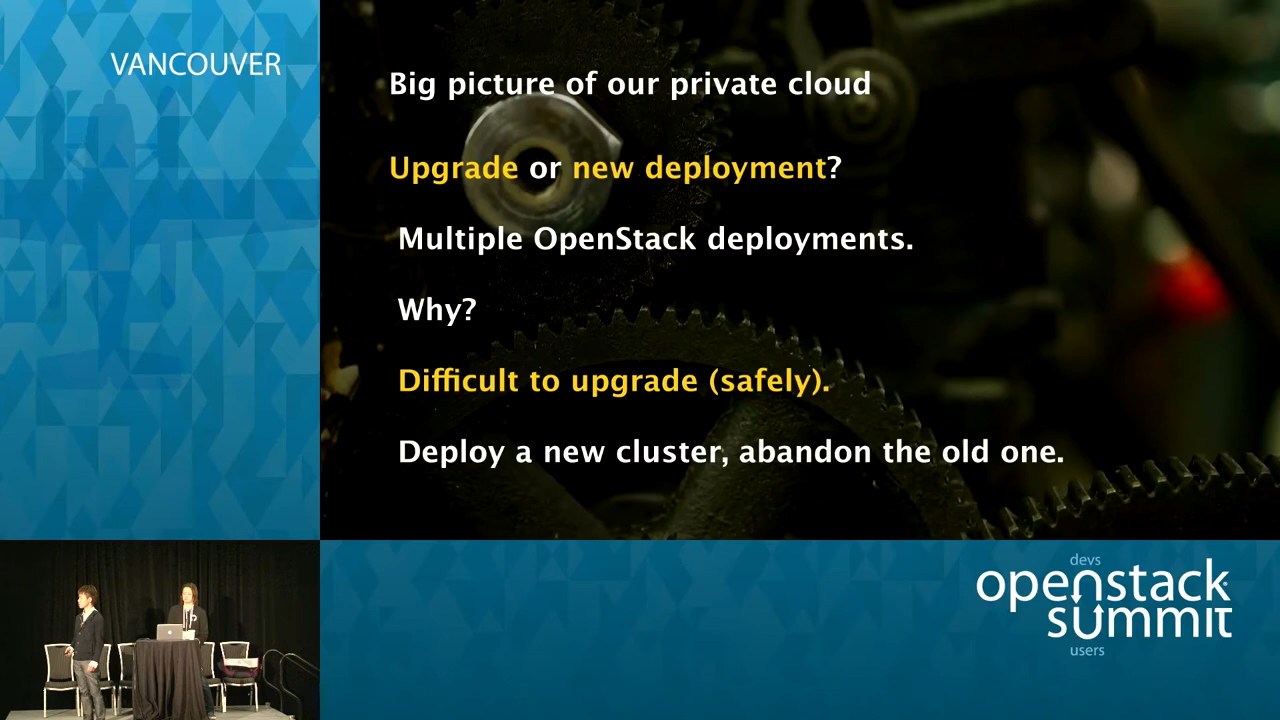 VANCOUVER
Big picture of our private cloud
Upgrade or new deployment?
Multiple OpenStack deployments.
Why?
Difficult to upgrade (safely).
Deploy a new cluster, abandon the old one.
devs
openstack
summit
users